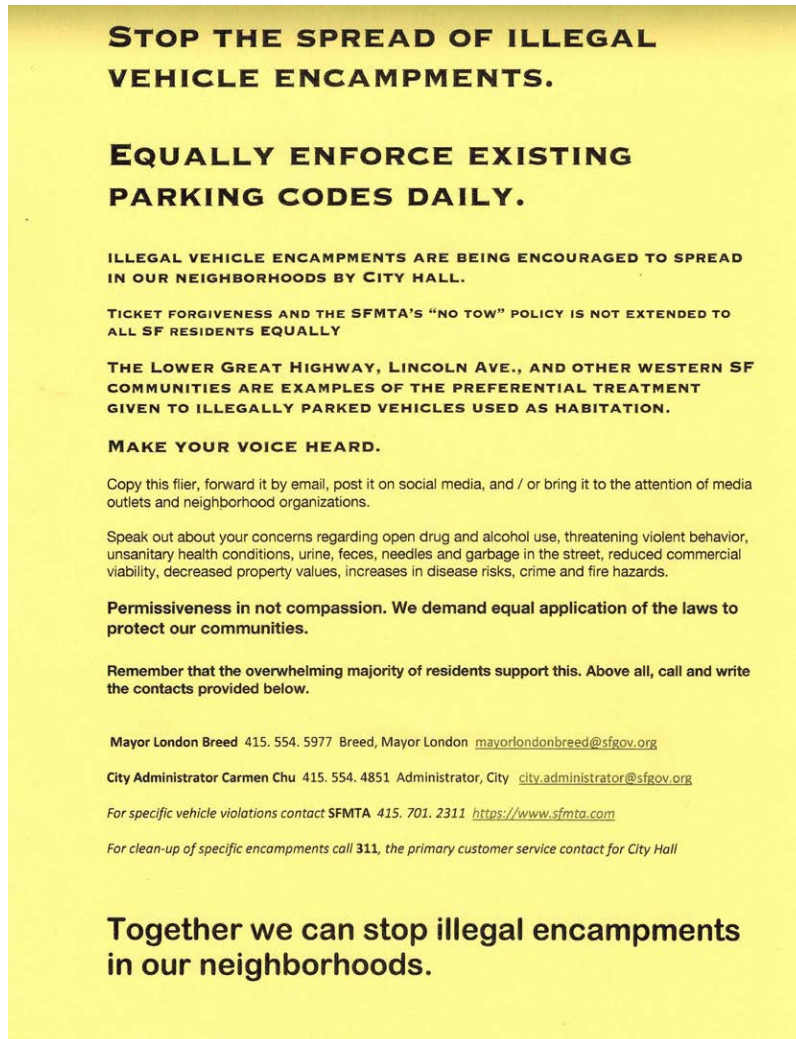 STOP THE SPREAD OF ILLEGAL
VEHICLE ENCAMPMENTS.
EQUALLY ENFORCE EXISTING
PARKING CODES DAILY.
ILLEGAL VEHICLE ENCAMPMENTS ARE BEING ENCOURAGED TO SPREAD
IN OUR NEIGHBORHOODS BY CITY HALL.
TICKET FORGIVENESS AND THE SFMTA'S "NO TOW" POLICY IS NOT EXTENDED TO
ALL SF RESIDENTS EQUALLY
THE LOWER GREAT HIGHWAY, LINCOLN AVE., AND OTHER WESTERN SF
COMMUNITIES ARE EXAMPLES OF THE PREFERENTIAL TREATMENT
GIVEN TO ILLEGALLY PARKED VEHICLES USED AS HABITATION.
MAKE YOUR VOICE HEARD.
Copy this flier, forward it by email, post it on social media, and / or bring it to the attention of media
outlets and neighborhood organizations.
Speak out about your concerns regarding open drug and alcohol use, threatening violent behavior,
unsanitary health conditions, urine, feces, needles and garbage in the street, reduced commercial
viability, decreased property values, increases in disease risks, crime and fire hazards.
Permissiveness in not compassion. We demand equal application of the laws to
protect our communities.
Remember that the overwhelming majority of residents support this. Above all, call and write
the contacts provided below.
Mayor London Breed 415. 554. 5977 Breed, Mayor London mayorlondonbreed@sfgov.org
City Administrator Carmen Chu 415. 554. 4851 Administrator, City city.administrator@sfgov.org
For specific vehicle violations contact SFMTA 415. 701. 2311 https://www.sfmta.com
For clean-up of specific encampments call 311, the primary customer service contact for City Hall
Together we can stop illegal encampments
in our neighborhoods.